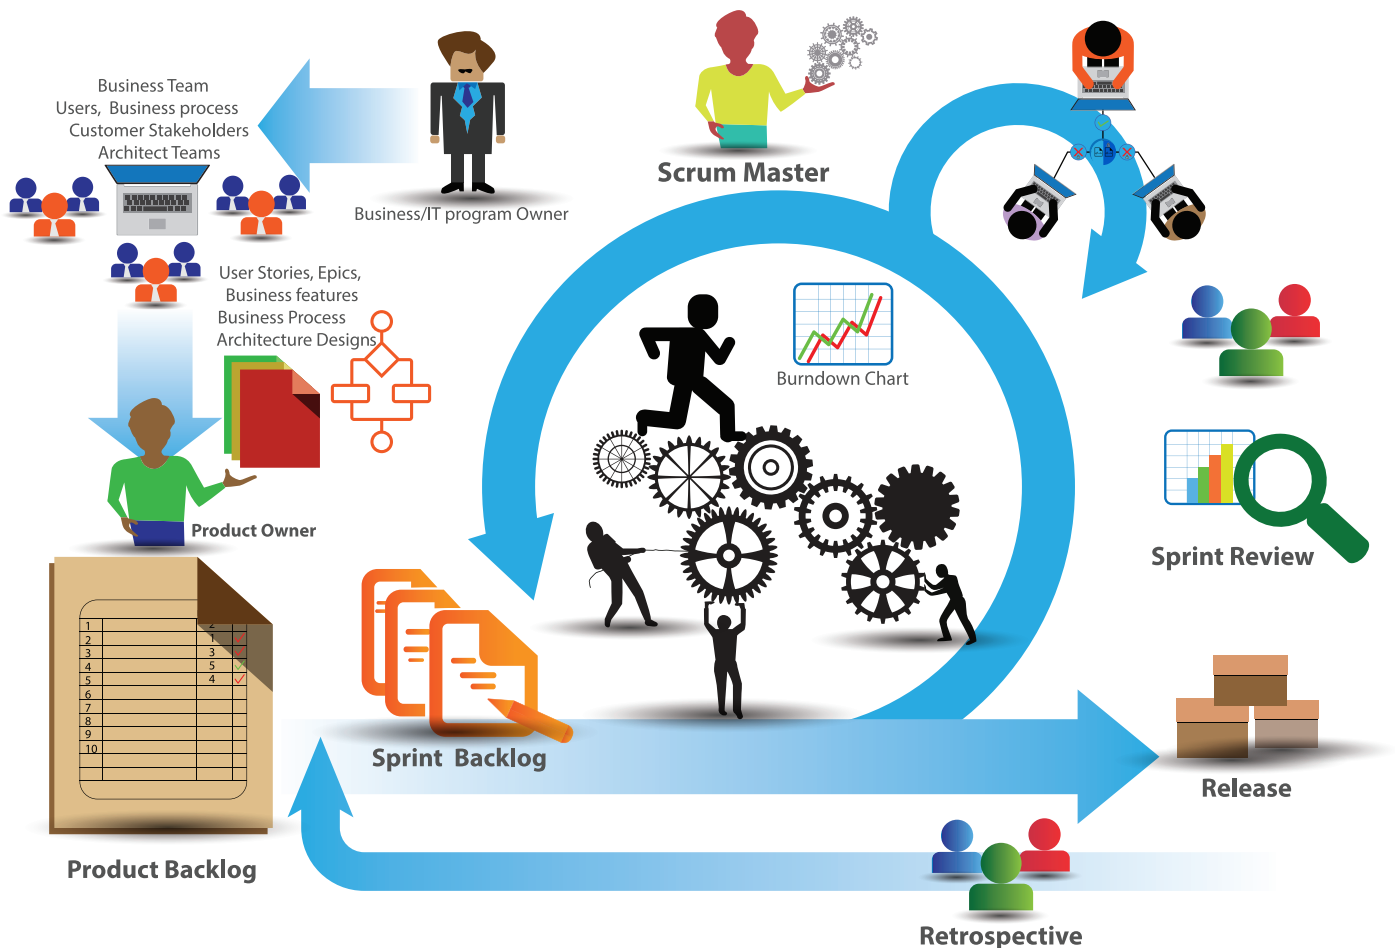 Business Team
Users, Business process
Customer Stakeholders
Architect Teams
Business/IT program Owner
Scrum Master
User Stories, Epics,
Business features
Business Process
Architecture Designs
Burndown Chart
Product Owner
Sprint Review
1 2
2 1
3 3
4 5
5 4
6
7
8
9
10
Sprint Backlog
Release
Product Backlog
Retrospective